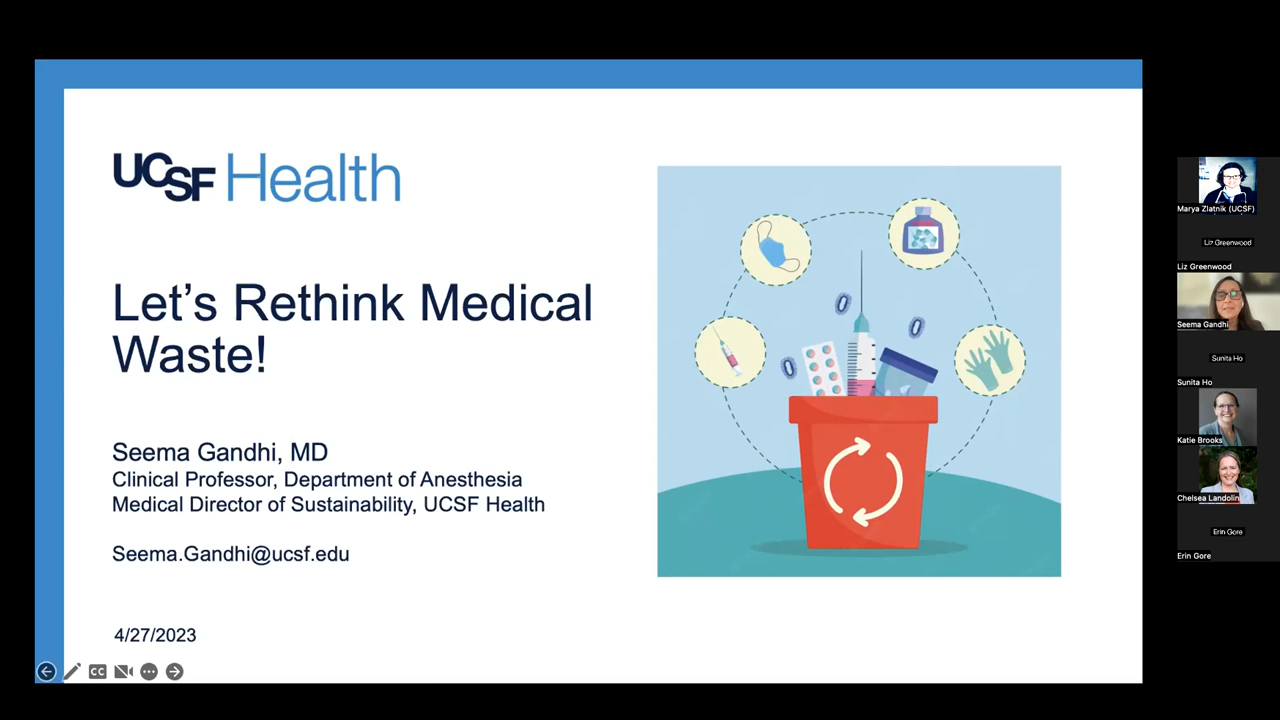 UCSF Health
Let's Rethink Medical
Waste!
Seema Gandhi, MD
Clinical Professor, Department of Anesthesia
Medical Director of Sustainability, UCSF Health
Seema.Gandhi@ucsf.edu
4/27/2023
CC
Marya Zlatnik (UCSF)
Liz Greenwood
Liz Greenwood
Seema Gandhi
Sunita Ho
Sunita Ho
Katie Brooks
Chelsea Landolin
Erin Gore
Erin Gore